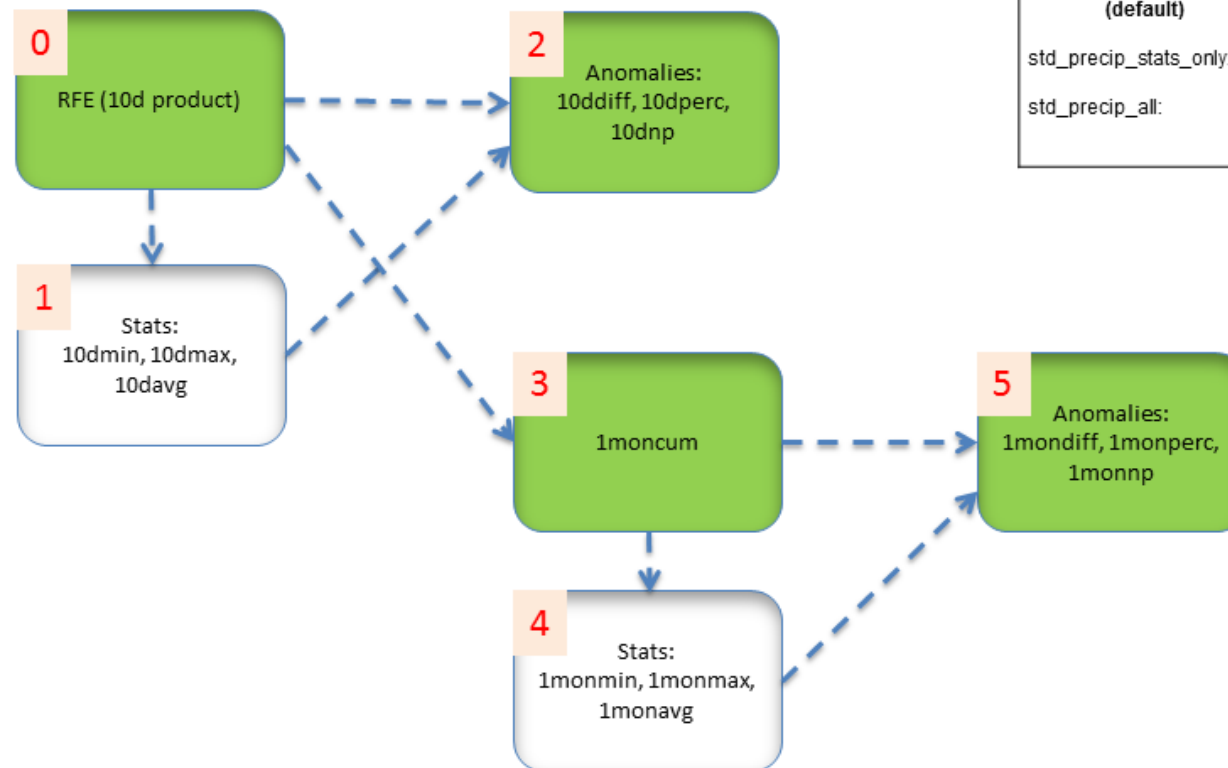 0
RFE (10d product)
2
Anomalies:
10ddiff, 10dperc,
10dnp
(default)
std_precip_stats_only
std_precip_all:
1
Stats:
10dmin, 10dmax,
10davg
3
1moncum
5
Anomalies:
1mondiff, 1monperc,
1monnp
4
Stats:
1monmin, 1monmax,
1monavg